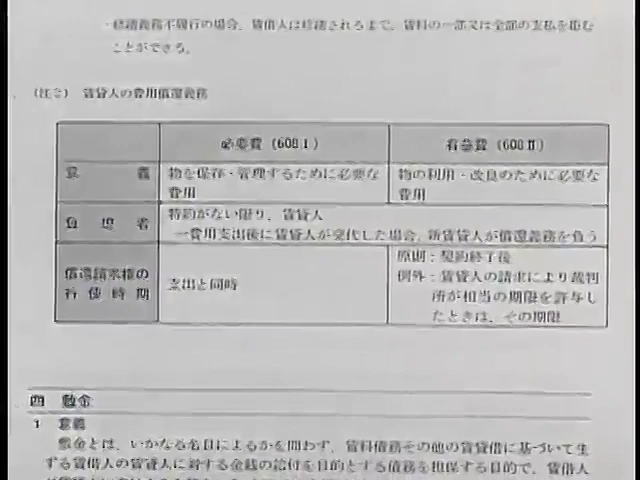 ・修繕義務不履行の場合、賃借人は修繕されるまで、賃料の一部又は全部の支払を拒む
ことができる。
(注2) 賃貸人の費用償還義務
必要費 (608Ⅰ) 有益費 (608Ⅱ)
意義 物を保存・管理するために必要な 物の利用・改良のために必要な
費用 費用
負担者 特約がない限り、賃貸人
―費用支出後に賃貸人が交代した場合、新賃貸人が償還義務を負う
償還請求権の 原則:契約終了後
行使時期 支出と同時 例外:賃貸人の請求により裁判
所が相当の期限を許与し
たときは、その期限
四 敷金
1 意義
敷金とは、いかなる名目によるかを問わず、賃料債務その他の賃貸借に基づいて生
ずる賃借人の賃貸人に対する金銭の給付を目的とする債務を担保する目的で、賃借人